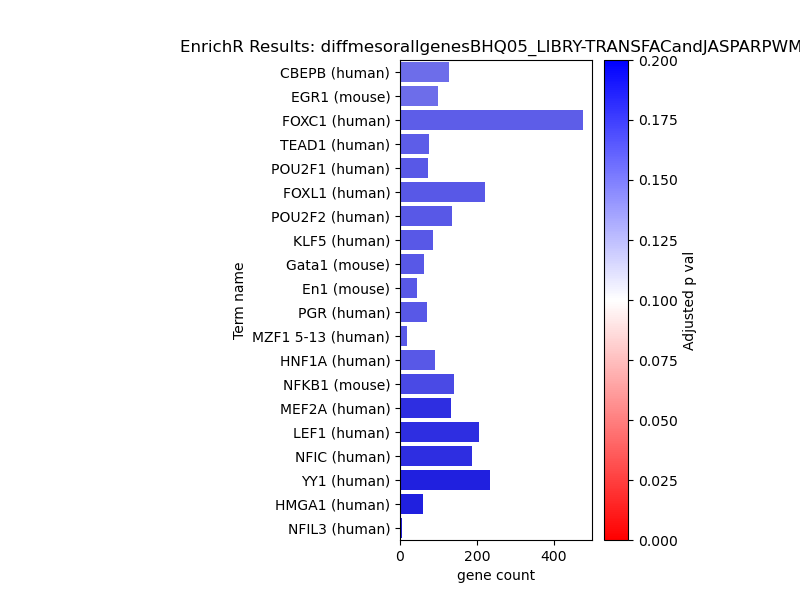 EnrichR Results: diffmesorallgenesBHQ05_LIBRY-TRANSFACandJASPARPWM
Term name
CBEPB (human)
EGR1 (mouse)
FOXC1 (human)
TEAD1 (human)
POU2F1 (human)
FOXL1 (human)
POU2F2 (human)
KLF5 (human)
Gata1 (mouse)
En1 (mouse)
PGR (human)
MZF1 5-13 (human)
HNF1A (human)
NFKB1 (mouse)
MEF2A (human)
LEF1 (human)
NFIC (human)
YY1 (human)
HMGA1 (human)
NFIL3 (human)
0 200 400
gene count
0.200
0.175
0.150
0.125
0.100
0.075
0.050
0.025
0.000
Adjusted p val